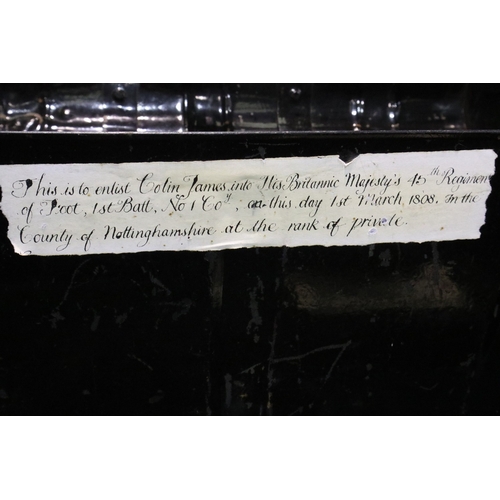 This is to enlist Colin James, into His Britannic Majesty's 45th Regimen
of Foot, 1st Batt, No 1 Coy, on this day 1st March, 1808. In the
County of Nottinghamshire at the rank of private.